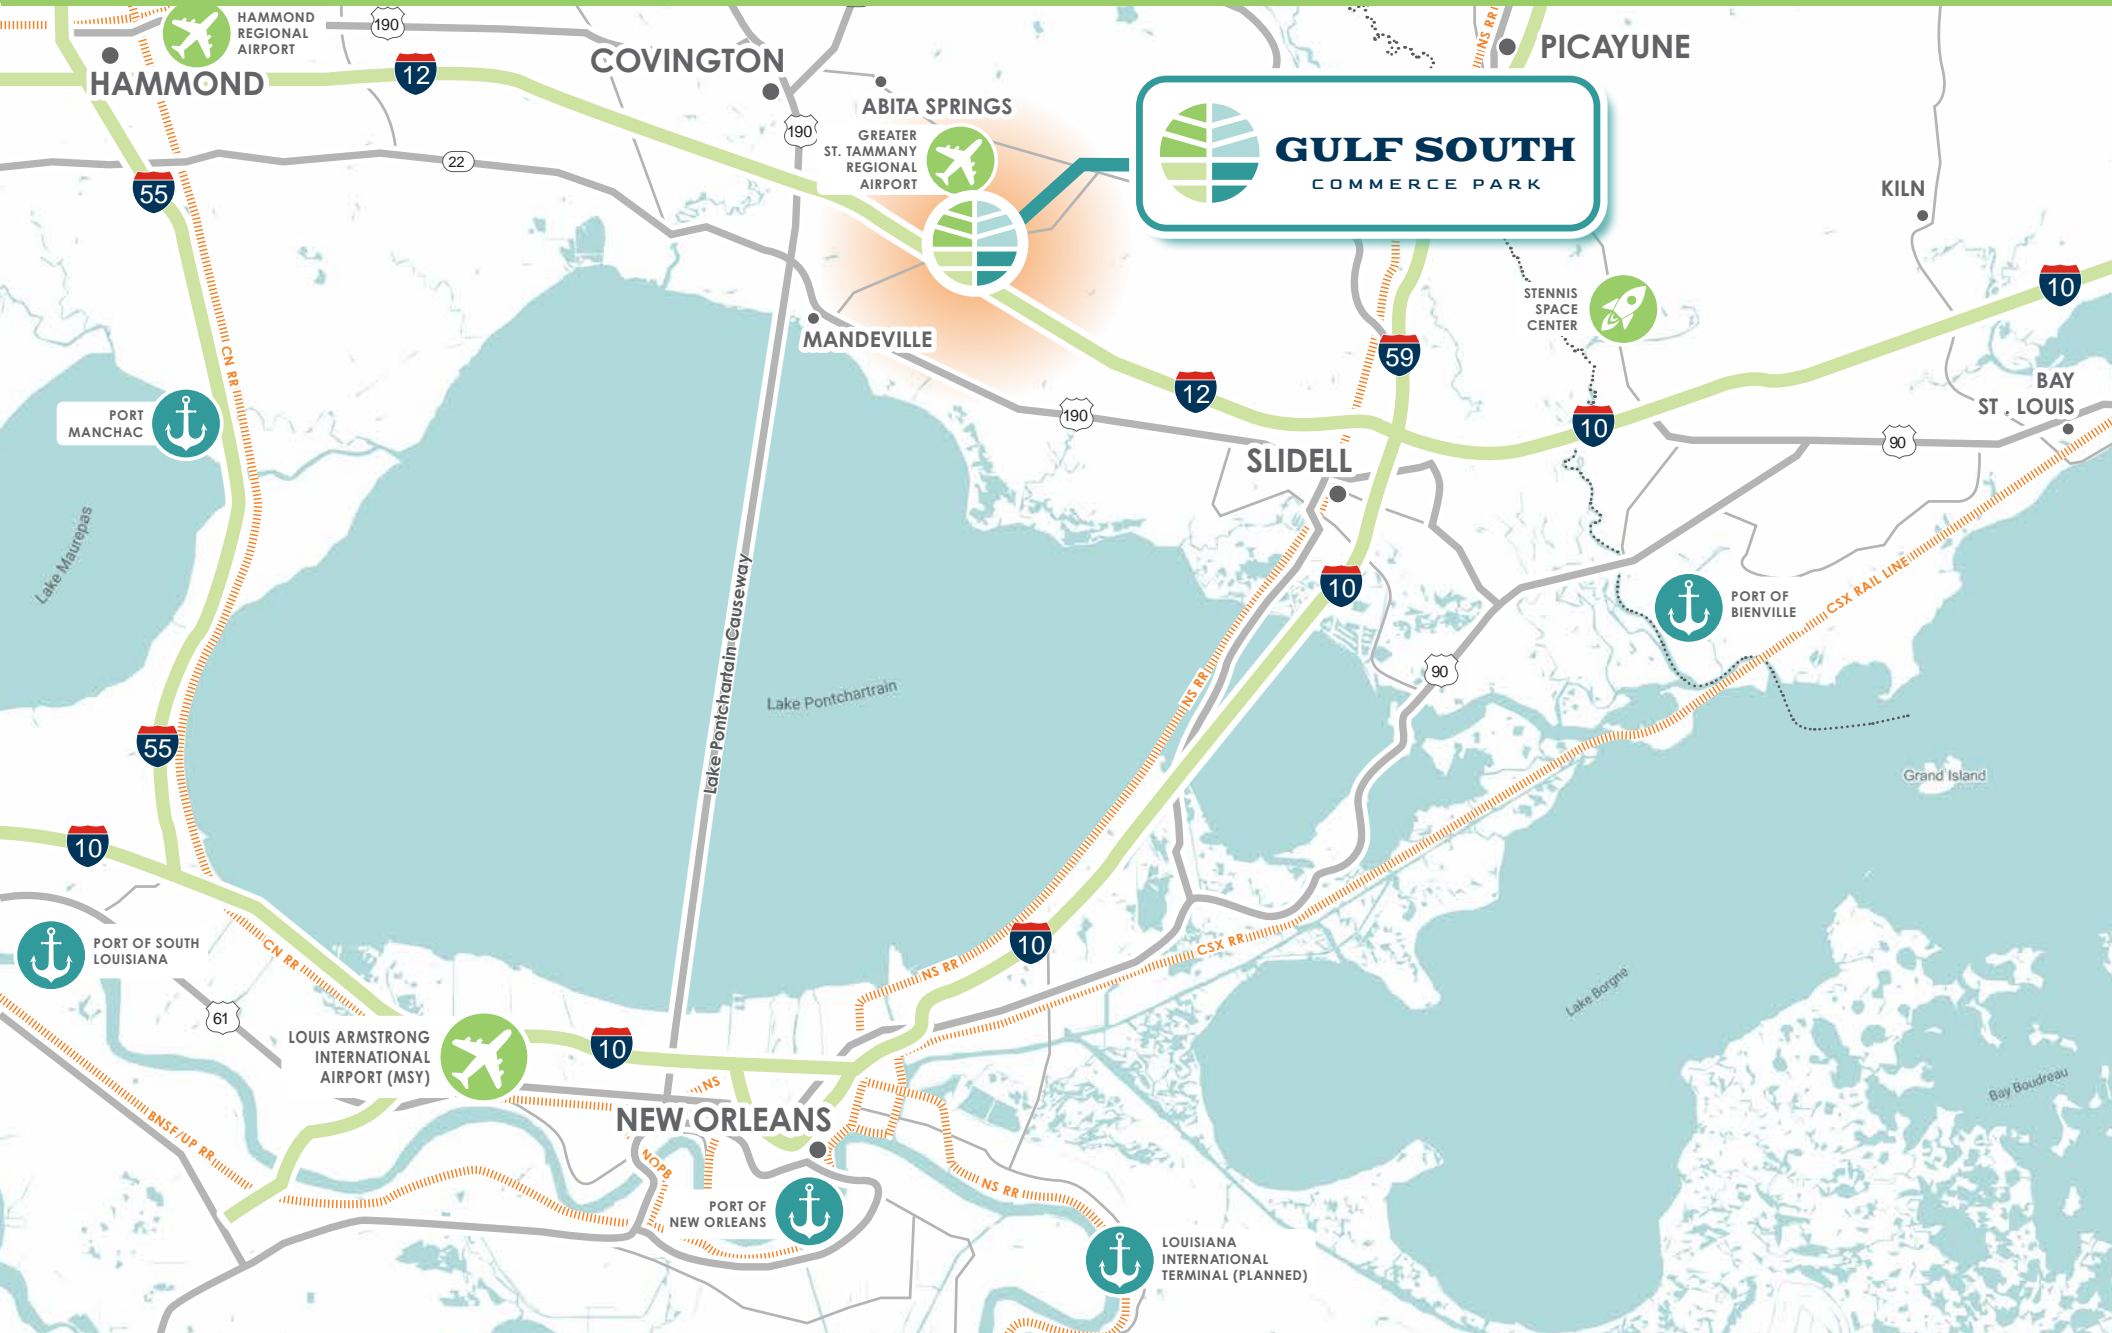 HAMMOND
REGIONAL
AIRPORT
190
HAMMOND
12
COVINGTON
190
ABITA SPRINGS
GREATER
ST. TAMMANY
REGIONAL
AIRPORT
NS RR
PICAYUNE
GULF SOUTH
COMMERCE PARK
22
55
KILN
10
STENNIS
SPACE
CENTER
CN RR
MANDEVILLE
59
12
190
10
BAY
ST . LOUIS
90
PORT
MANCHAC
SLIDELL
Lake Maurepas
10
PORT OF
BIENVILLE
CSX RAIL LINE
Lake Pontchartrain Causeway
Lake Pontchartrain
NS RR
90
55
Grand Island
10
PORT OF SOUTH
LOUISIANA
CN RR
NS RR
10
CSX RR
Lake Borgne
61
LOUIS ARMSTRONG
INTERNATIONAL
AIRPORT (MSY)
10
NS
Bay Boudreau
NEW ORLEANS
BNSF/UP RR
NOPB
NS RR
PORT OF
NEW ORLEANS
LOUISIANA
INTERNATIONAL
TERMINAL (PLANNED)